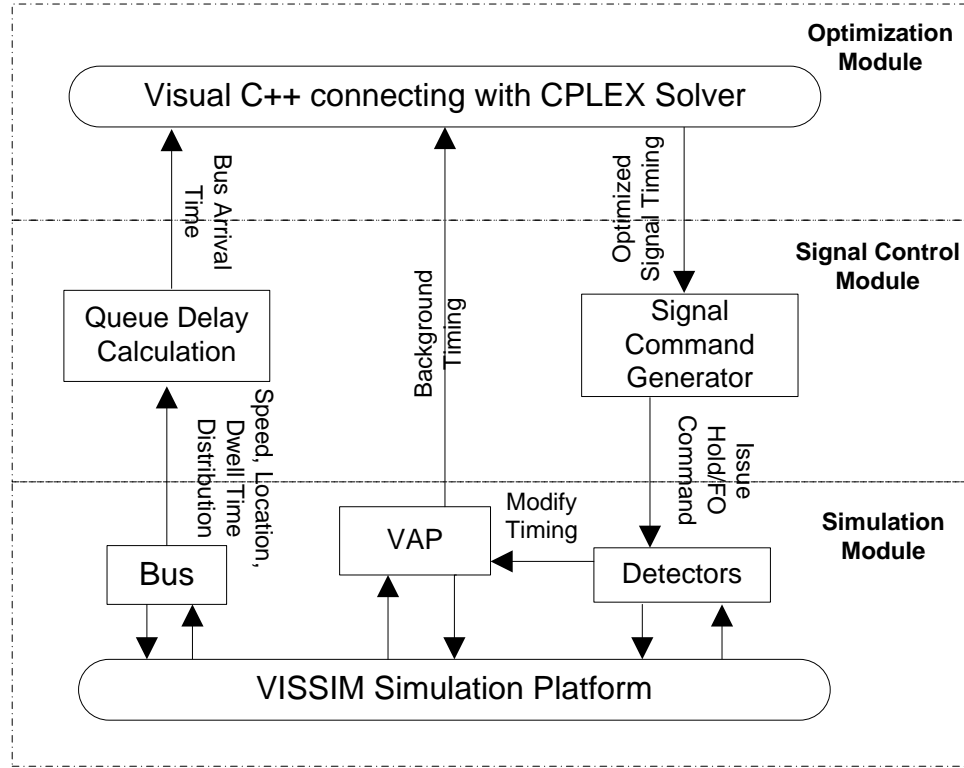 Optimization
Module
Visual C++ connecting with CPLEX Solver
Bus Arrival
Time
Optimized
Signal Timing
Signal Control
Module
Queue Delay
Calculation
Background
Timing
Signal
Command
Generator
Speed, Location,
Dwell Time
Distribution
Issue
Hold/FO
Command
Simulation
Module
Modify
Timing
VAP
Bus
Detectors
VISSIM Simulation Platform